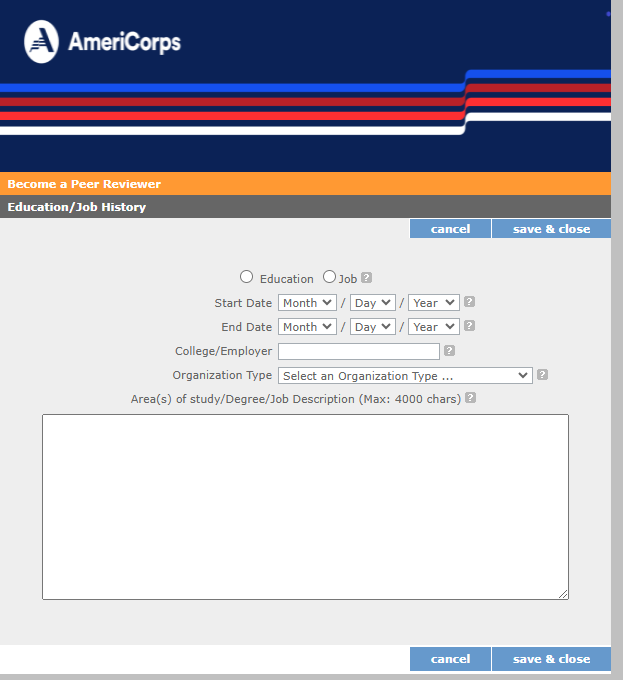 AmeriCorps
Become a Peer Reviewer
Education/Job History
cancel save & close
Education Job ?
Start Date Month / Day / Year ?
End Date Month / Day / Year ?
College/Employer ?
Organization Type Select an Organization Type ... ?
Area(s) of study/Degree/Job Description (Max: 4000 chars) ?
cancel save & close